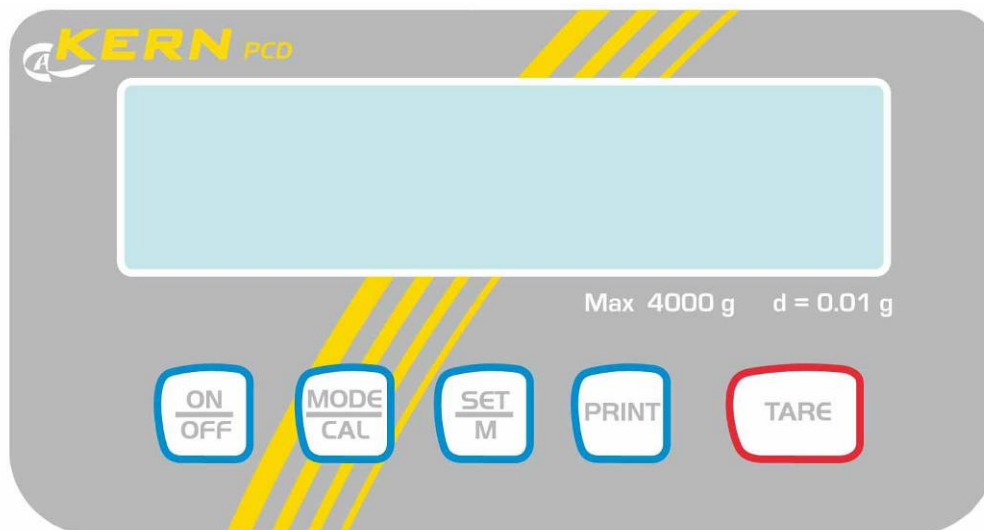 KERN PCD
Max 4000 g d = 0.01 g
ON
OFF
MODE
CAL
SET
M
PRINT
TARE